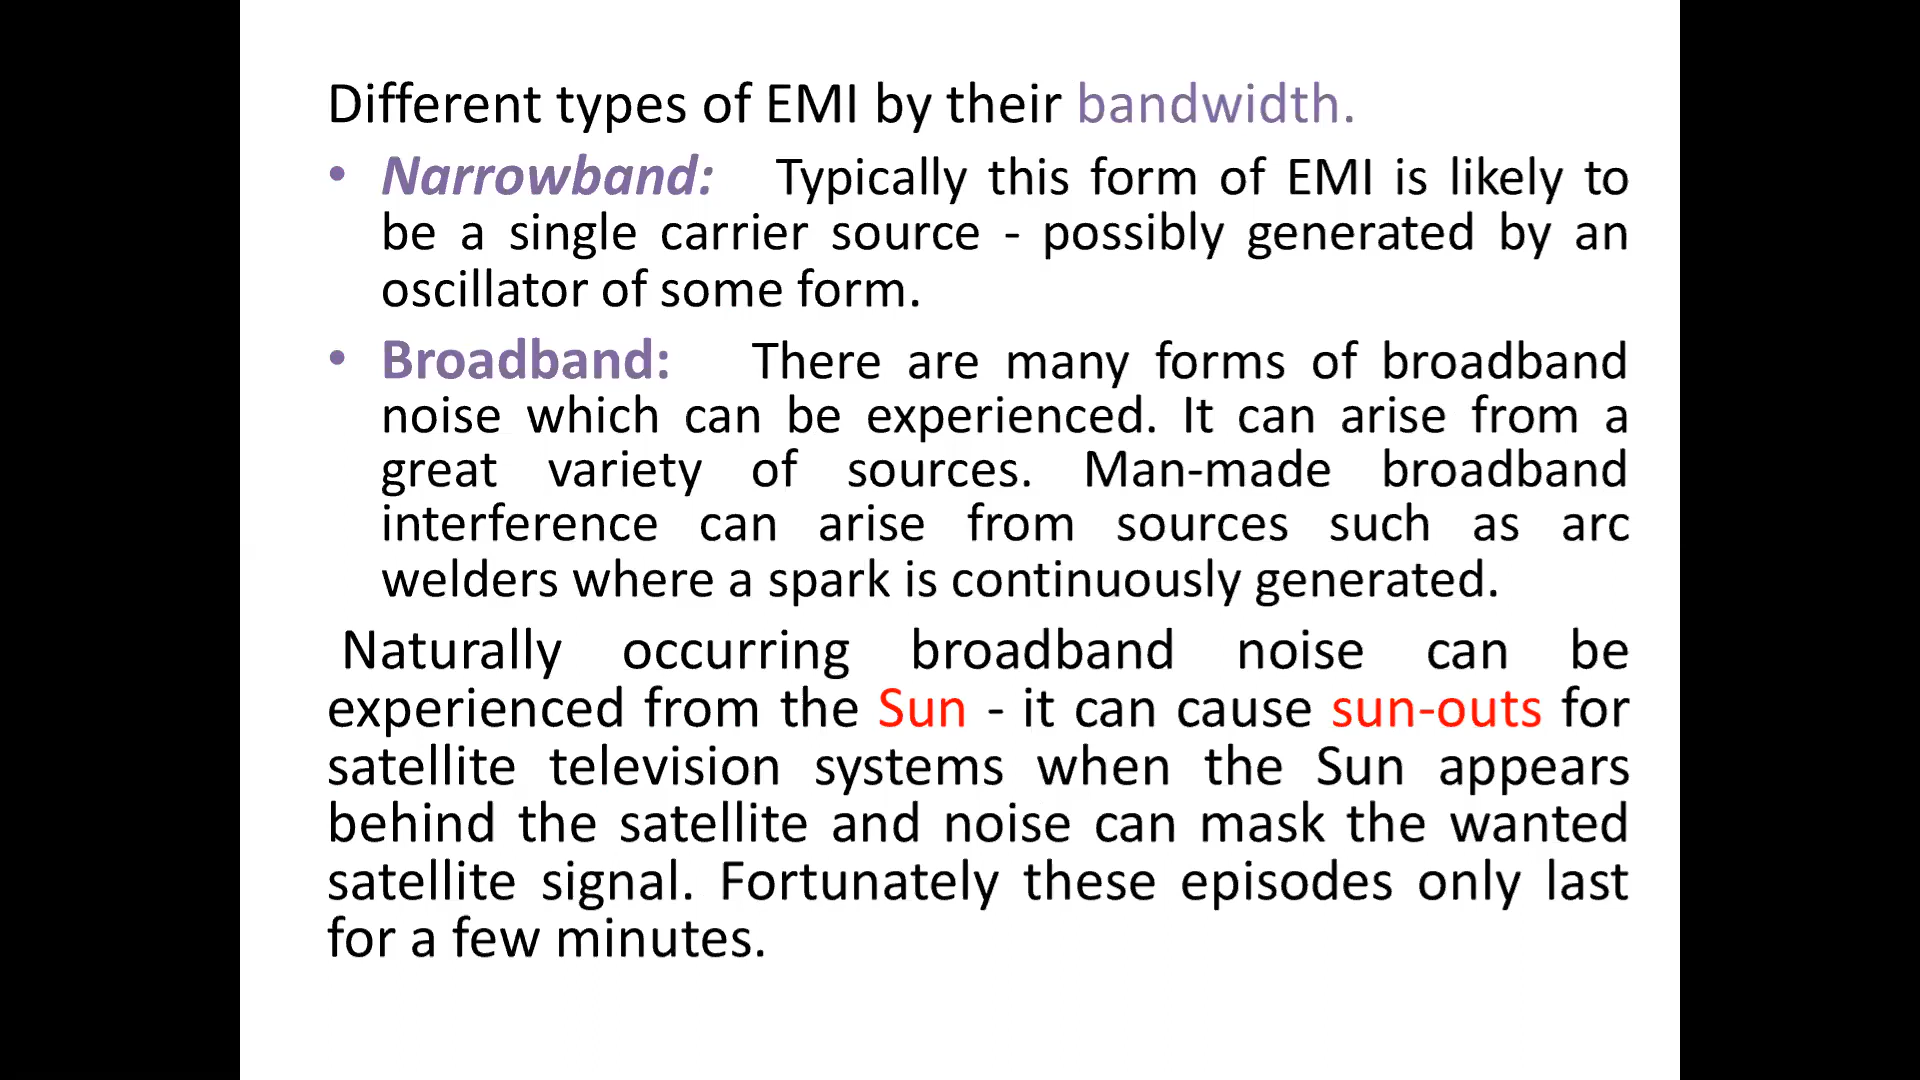 Different types of EMI by their bandwidth.
• Narrowband: Typically this form of EMI is likely to
be a single carrier source - possibly generated by an
oscillator of some form.
• Broadband: There are many forms of broadband
noise which can be experienced. It can arise from a
great variety of sources. Man-made broadband
interference can arise from sources such as arc
welders where a spark is continuously generated.
Naturally occurring broadband noise can be
experienced from the Sun - it can cause sun-outs for
satellite television systems when the Sun appears
behind the satellite and noise can mask the wanted
satellite signal. Fortunately these episodes only last
for a few minutes.